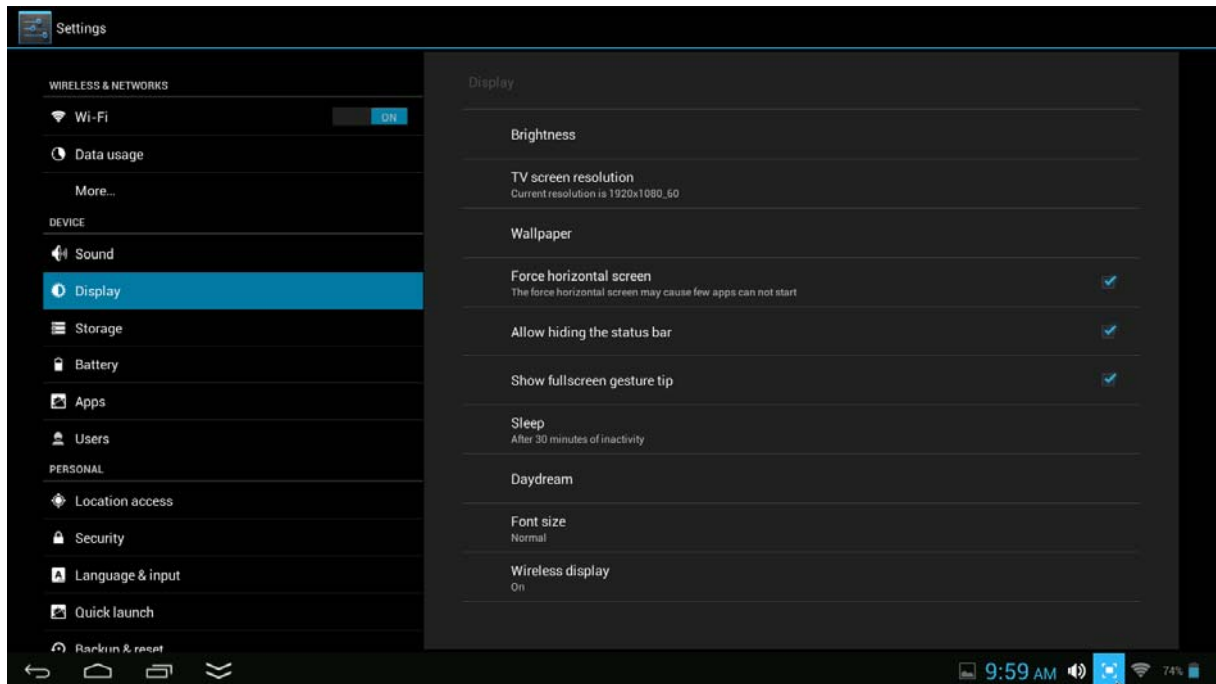 Settings
WIRELESS & NETWORKS
Wi-Fi
ON
Data usage
More...
DEVICE
Sound
Display
Storage
Battery
Apps
Users
PERSONAL
Location access
Security
A
Language & input
Quick launch
Backup & reset
Display
Brightness
TV screen resolution
Current resolution is 1920x1080_60
Wallpaper
Force horizontal screen
The force horizontal screen may cause few apps can not start
Allow hiding the status bar
Show fullscreen gesture tip
Sleep
After 30 minutes of inactivity
Daydream
Font size
Normal
Wireless display
On
9:59 AM
74%